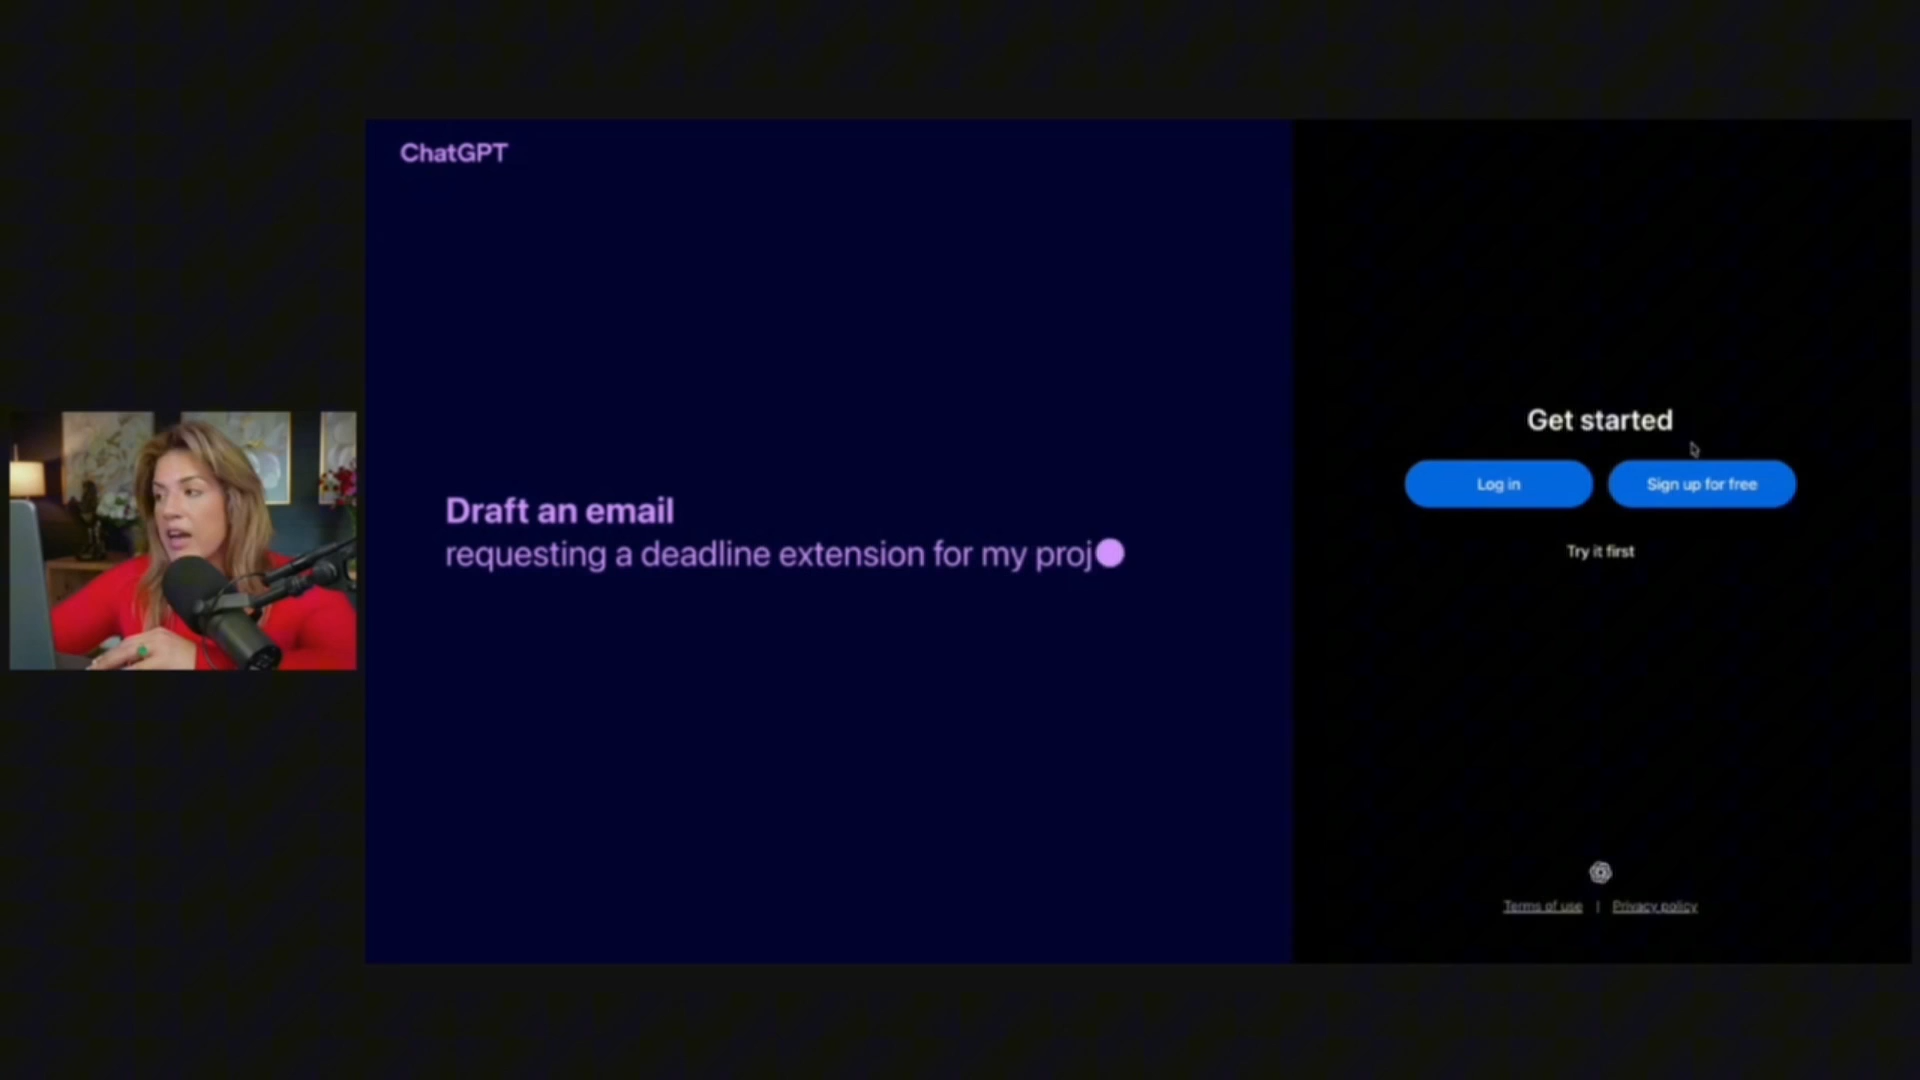 ChatGPT
Draft an email
requesting a deadline extension for my proj
Get started
Log in
Sign up for free
Try it first
Terms of use | Privacy policy